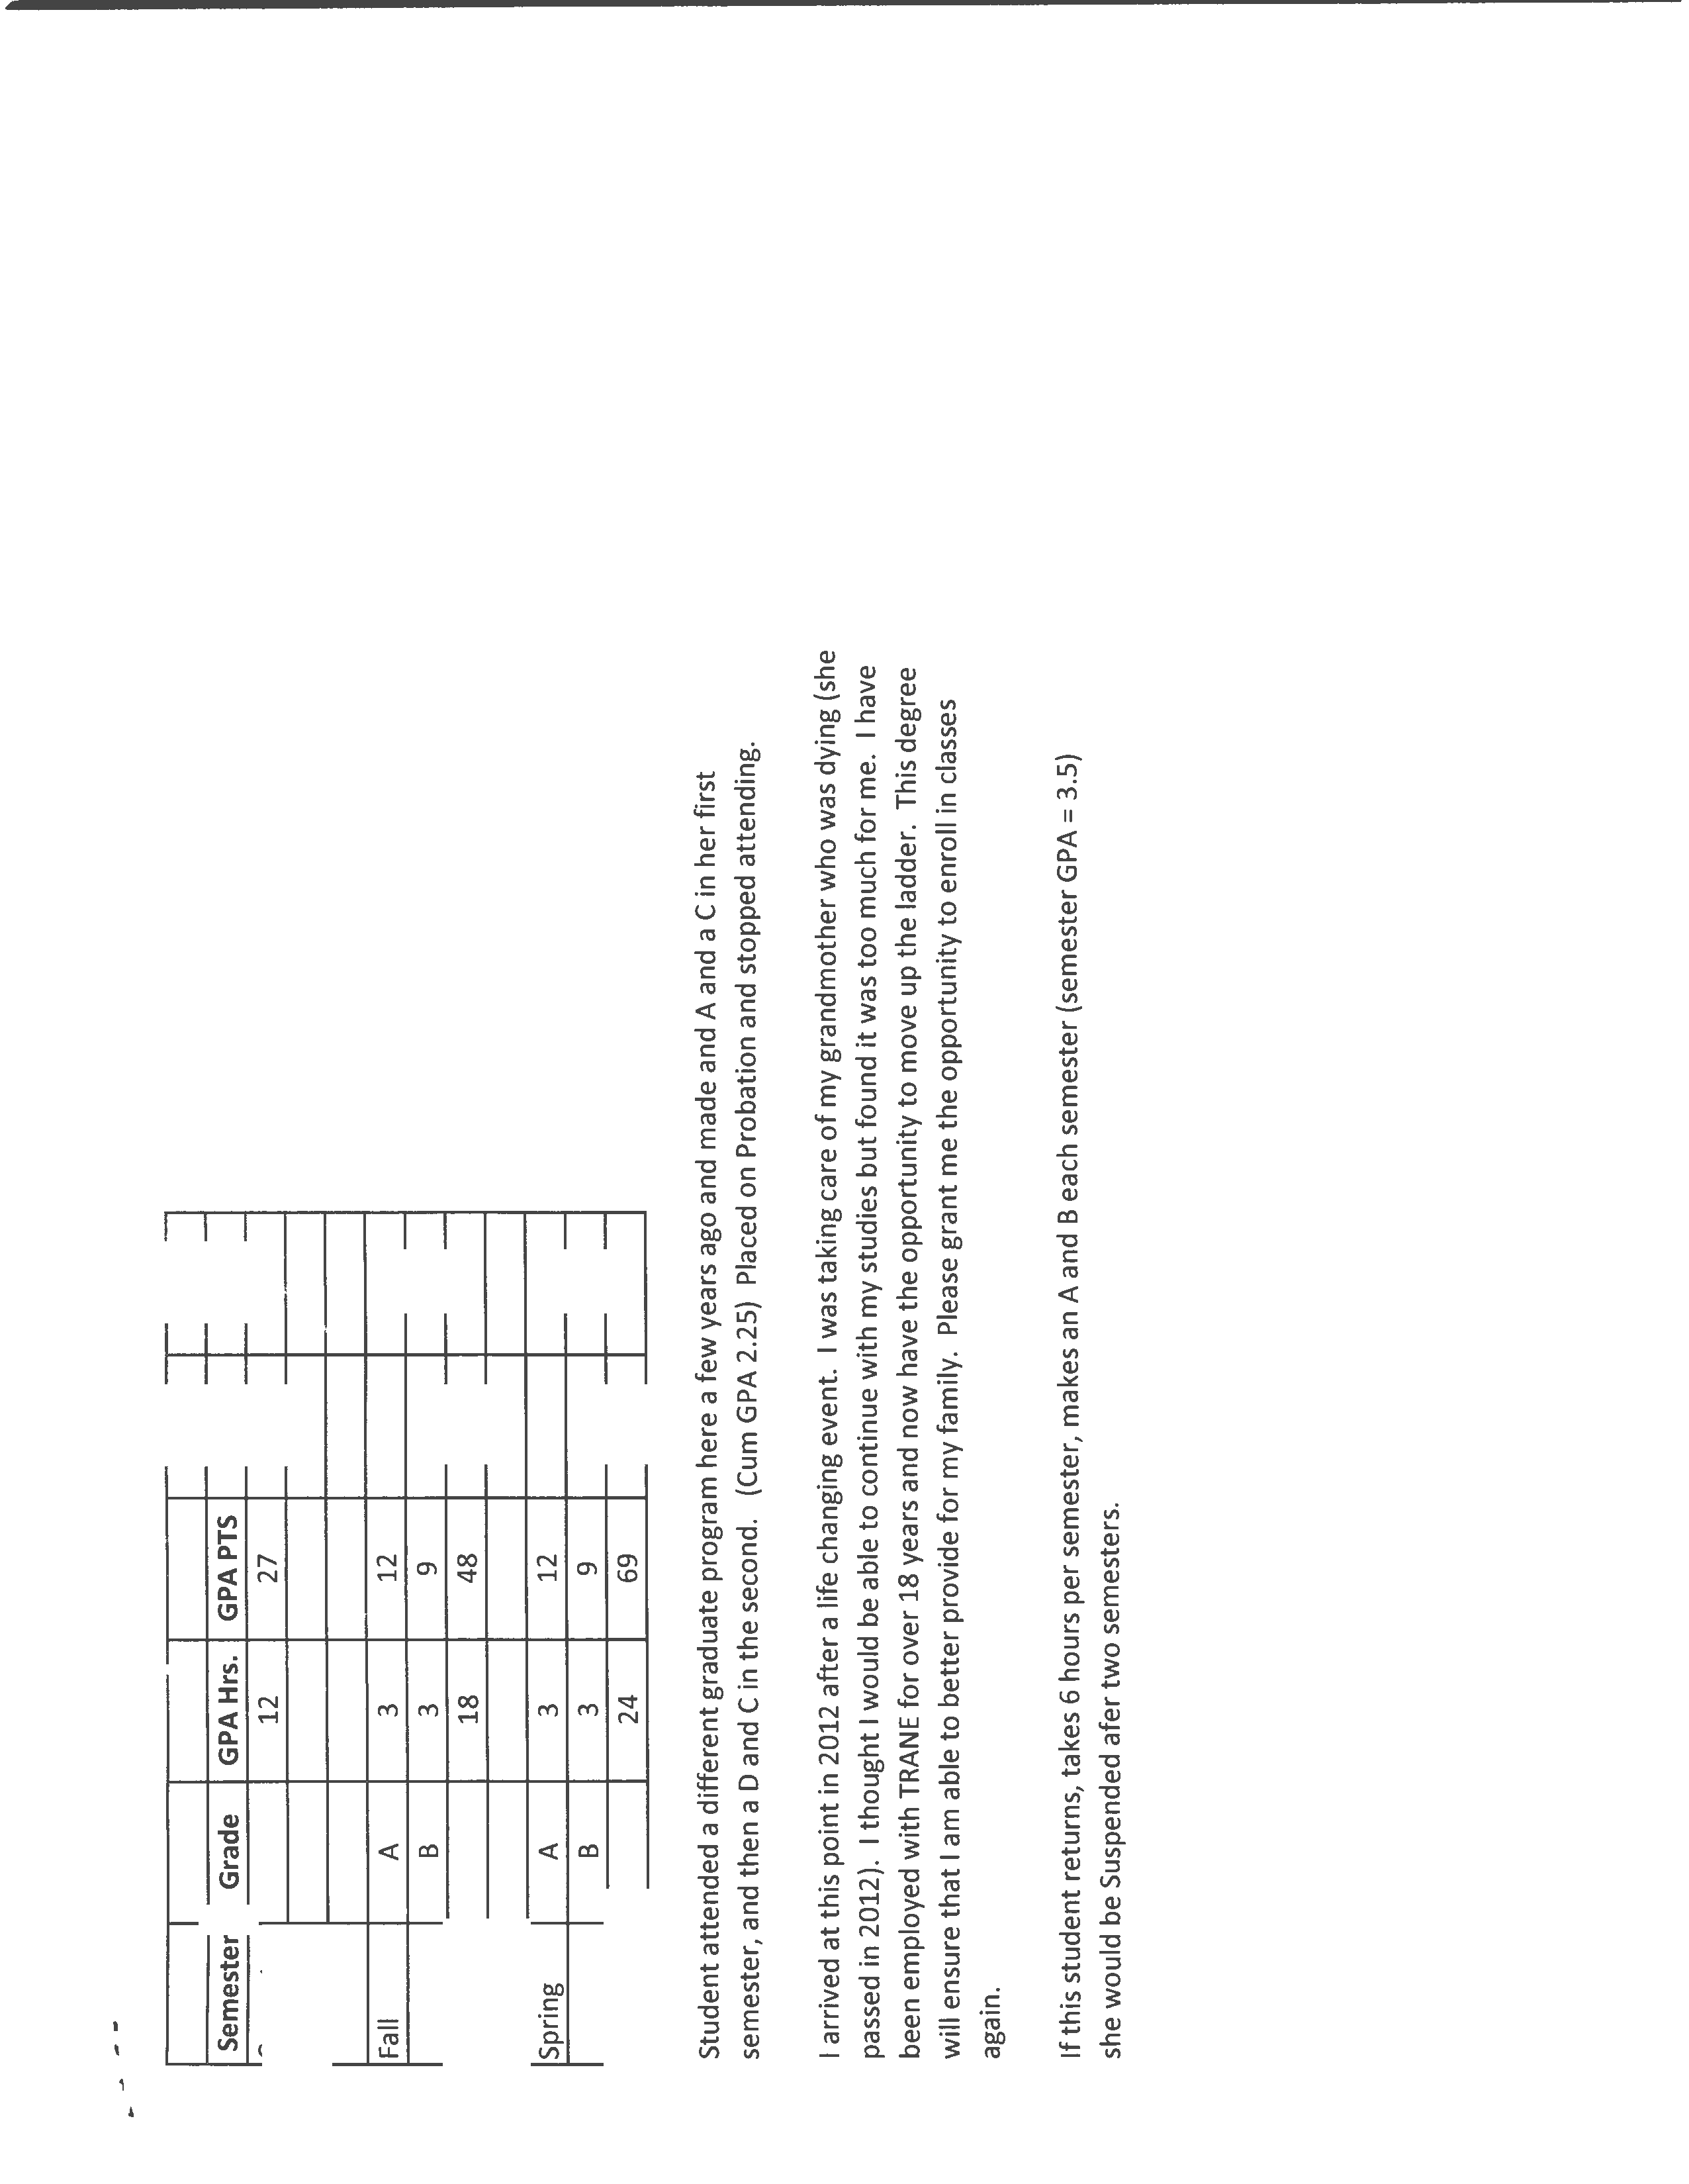 Semester Grade GPA Hrs. GPA PTS
12 27
Fall A 3 12
B 3 9
18 48
Spring A 3 12
B 3 9
24 69
Student attended a different graduate program here a few years ago and made and A and a C in her first
semester, and then a D and C in the second. (Cum GPA 2.25) Placed on Probation and stopped attending.
I arrived at this point in 2012 after a life changing event. I was taking care of my grandmother who was dying (she
passed in 2012). I thought I would be able to continue with my studies but found it was too much for me. I have
been employed with TRANE for over 18 years and now have the opportunity to move up the ladder. This degree
will ensure that I am able to better provide for my family. Please grant me the opportunity to enroll in classes
again.
If this student returns, takes 6 hours per semester, makes an A and B each semester (semester GPA = 3.5)
she would be Suspended afer two semesters.